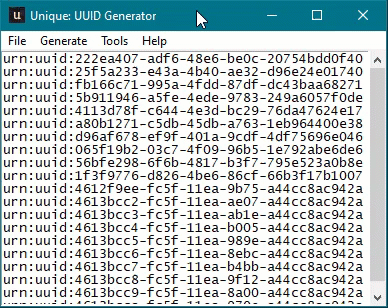 Unique: UUID Generator
File Generate Tools Help
urn:uuid:222ea407-adf6-48e6-be0c-20754bdd0f40
urn:uuid:25f5a233-e43a-4b40-ae32-d96e24e01740
urn:uuid:fb166c71-995a-4fdd-87df-dc43baa68271
urn:uuid:5b911946-a5fe-4ede-9783-249a6057f0de
urn:uuid:4113d78f-c644-4e3d-bc29-76da47624e17
urn:uuid:a80b1271-c5db-45db-a763-1eb964400e38
urn:uuid:d96af678-ef9f-401a-9cdf-4df75696e046
urn:uuid:065f19b2-03c7-4f09-96b5-1e792abe6de6
urn:uuid:56bfe298-6f6b-4817-b3f7-795e523a0b8e
urn:uuid:1f3f9776-d826-4be6-86cf-66b3f17b1007
urn:uuid:4612f9ee-fc5f-11ea-9b75-a44cc8ac942a
urn:uuid:4613bcc2-fc5f-11ea-ae07-a44cc8ac942a
urn:uuid:4613bcc3-fc5f-11ea-ab1e-a44cc8ac942a
urn:uuid:4613bcc4-fc5f-11ea-b005-a44cc8ac942a
urn:uuid:4613bcc5-fc5f-11ea-989e-a44cc8ac942a
urn:uuid:4613bcc6-fc5f-11ea-8ebc-a44cc8ac942a
urn:uuid:4613bcc7-fc5f-11ea-b4bb-a44cc8ac942a
urn:uuid:4613bcc8-fc5f-11ea-9f12-a44cc8ac942a
urn:uuid:4613bcc9-fc5f-11ea-8a00-a44cc8ac942a